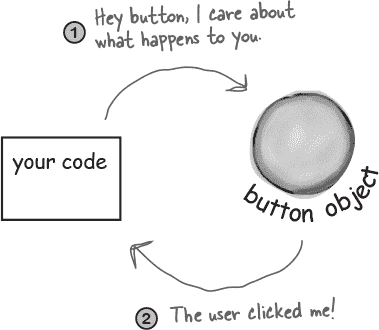 1 Hey button, I care about
what happens to you.
your code
button object
2 The user clicked me!